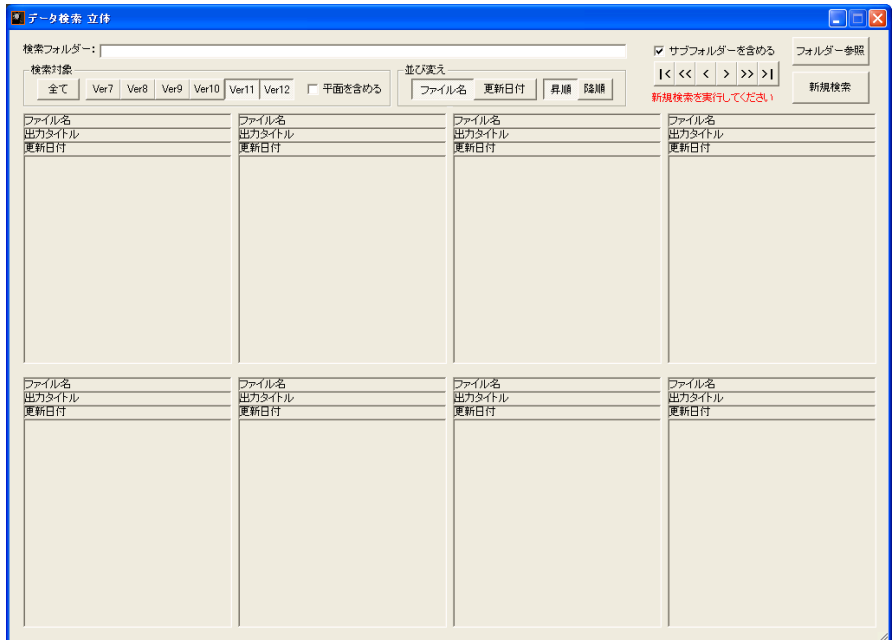 データ検索 立体
検索フォルダー:
サブフォルダーを含める
フォルダー参照
検索対象
全て Ver7 Ver8 Ver9 Ver10 Ver11 Ver12 平面を含める
並び変え
ファイル名 更新日付 昇順 降順
|< << < > >> >|
新規検索を実行してください
新規検索
ファイル名 ファイル名 ファイル名 ファイル名
出力タイトル 出力タイトル 出力タイトル 出力タイトル
更新日付 更新日付 更新日付 更新日付
ファイル名 ファイル名 ファイル名 ファイル名
出力タイトル 出力タイトル 出力タイトル 出力タイトル
更新日付 更新日付 更新日付 更新日付